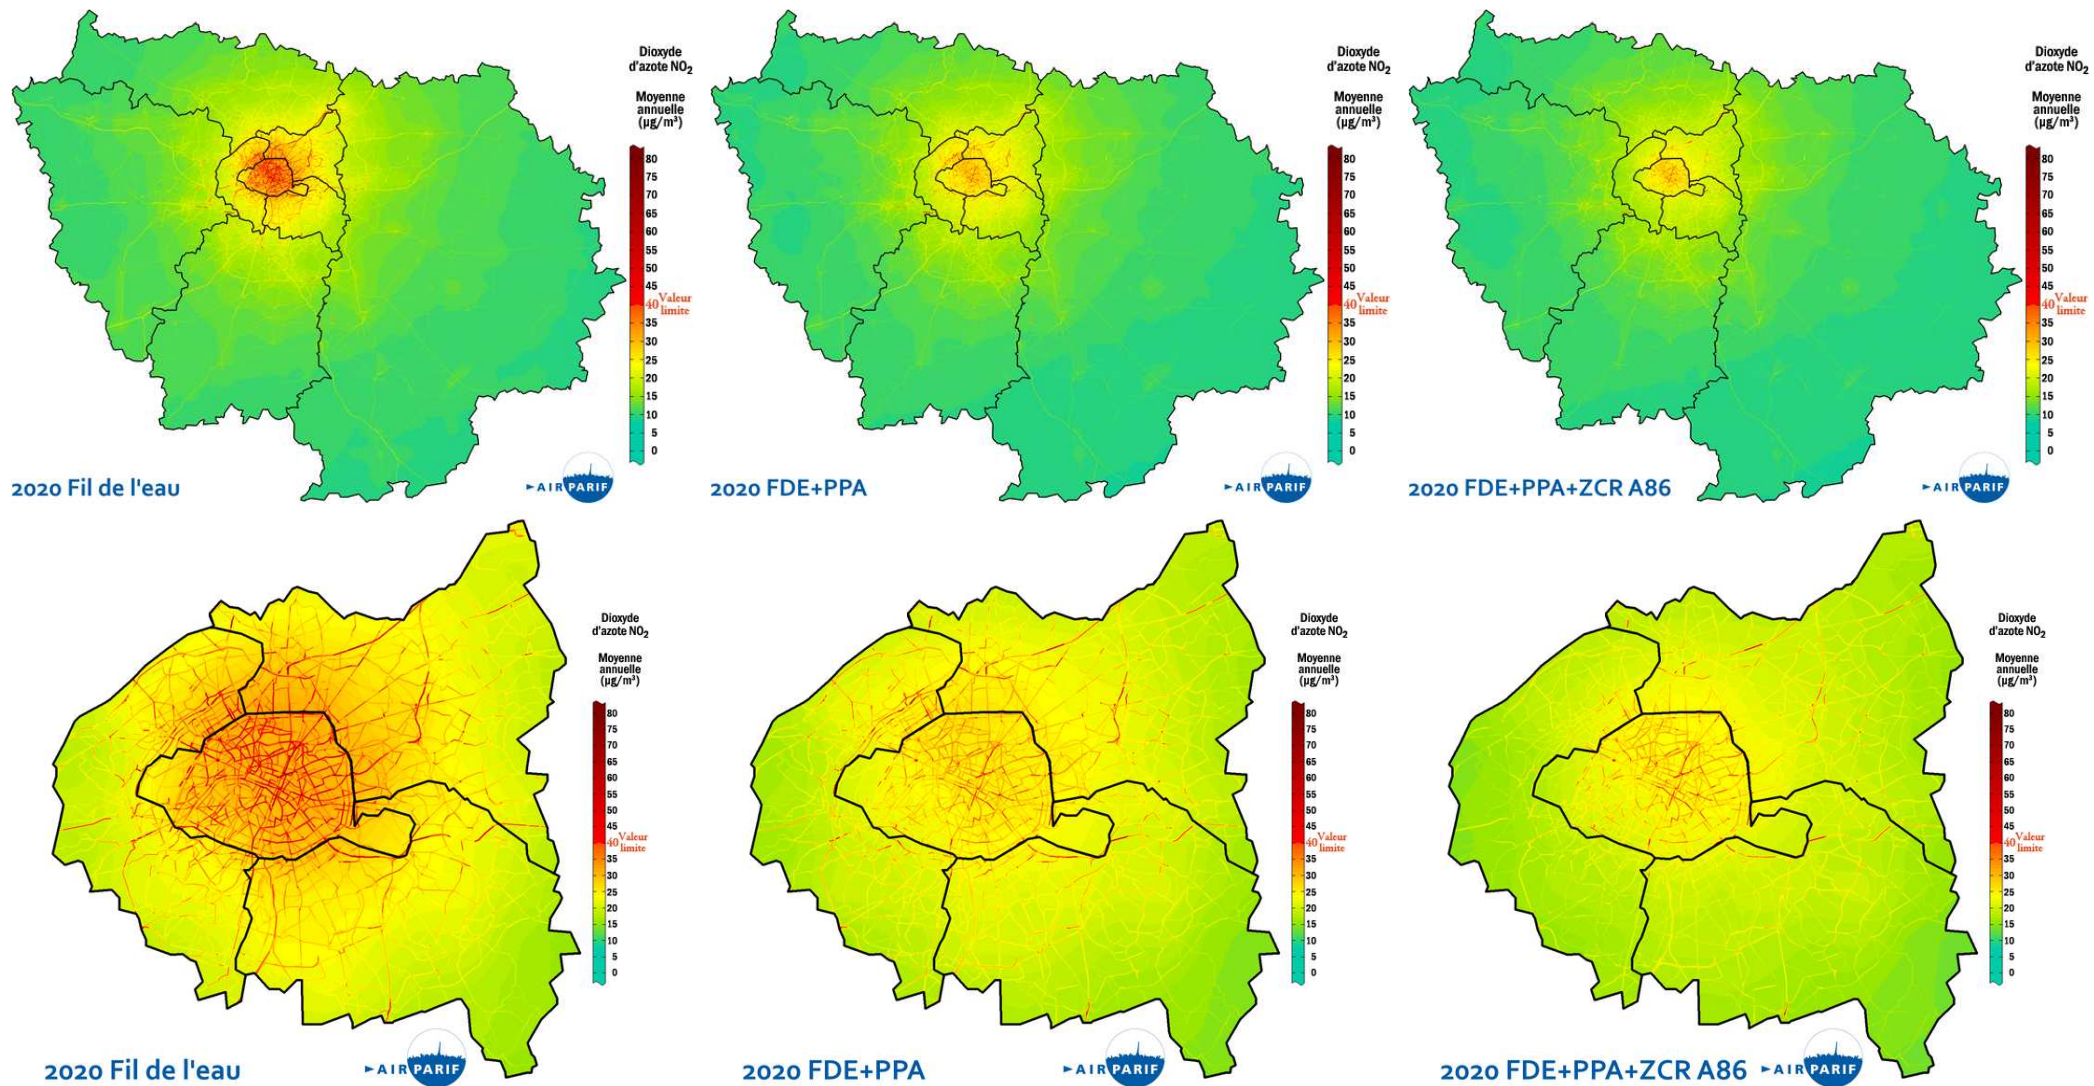 Dioxyde
d'azote NO₂
Moyenne
annuelle
(µg/m³)
80
75
70
65
60
55
50
45
40 Valeur
limite
35
30
25
20
15
10
5
0
2020 Fil de l'eau
AIRPARIF
Dioxyde
d'azote NO₂
Moyenne
annuelle
(µg/m³)
80
75
70
65
60
55
50
45
40 Valeur
limite
35
30
25
20
15
10
5
0
2020 FDE+PPA
AIRPARIF
Dioxyde
d'azote NO₂
Moyenne
annuelle
(µg/m³)
80
75
70
65
60
55
50
45
40 Valeur
limite
35
30
25
20
15
10
5
0
2020 FDE+PPA+ZCR A86
AIRPARIF
Dioxyde
d'azote NO₂
Moyenne
annuelle
(µg/m³)
80
75
70
65
60
55
50
45
40 Valeur
limite
35
30
25
20
15
10
5
0
2020 Fil de l'eau
AIRPARIF
Dioxyde
d'azote NO₂
Moyenne
annuelle
(µg/m³)
80
75
70
65
60
55
50
45
40 Valeur
limite
35
30
25
20
15
10
5
0
2020 FDE+PPA
AIRPARIF
Dioxyde
d'azote NO₂
Moyenne
annuelle
(µg/m³)
80
75
70
65
60
55
50
45
40 Valeur
limite
35
30
25
20
15
10
5
0
2020 FDE+PPA+ZCR A86
AIRPARIF